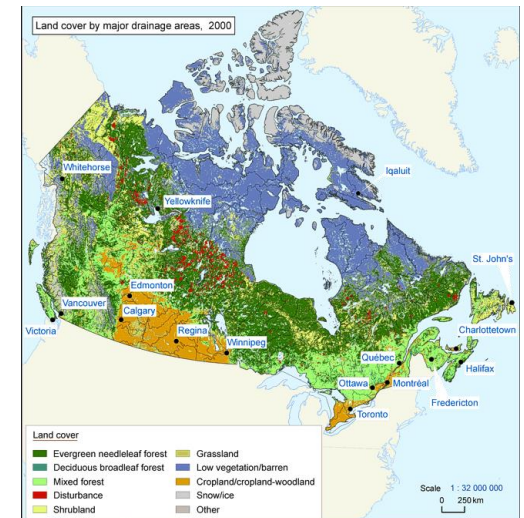 Land cover by major drainage areas, 2000
Whitehorse
Iqaluit
Yellowknife
St. John's
Edmonton
Vancouver
Calgary
Charlottetown
Victoria
Regina
Winnipeg
Québec
Halifax
Ottawa
Montréal
Fredericton
Toronto
Land cover
Evergreen needleleaf forest
Deciduous broadleaf forest
Mixed forest
Disturbance
Shrubland
Grassland
Low vegetation/barren
Cropland/cropland-woodland
Snow/ice
Other
Scale 1 : 32 000 000
0 250 km